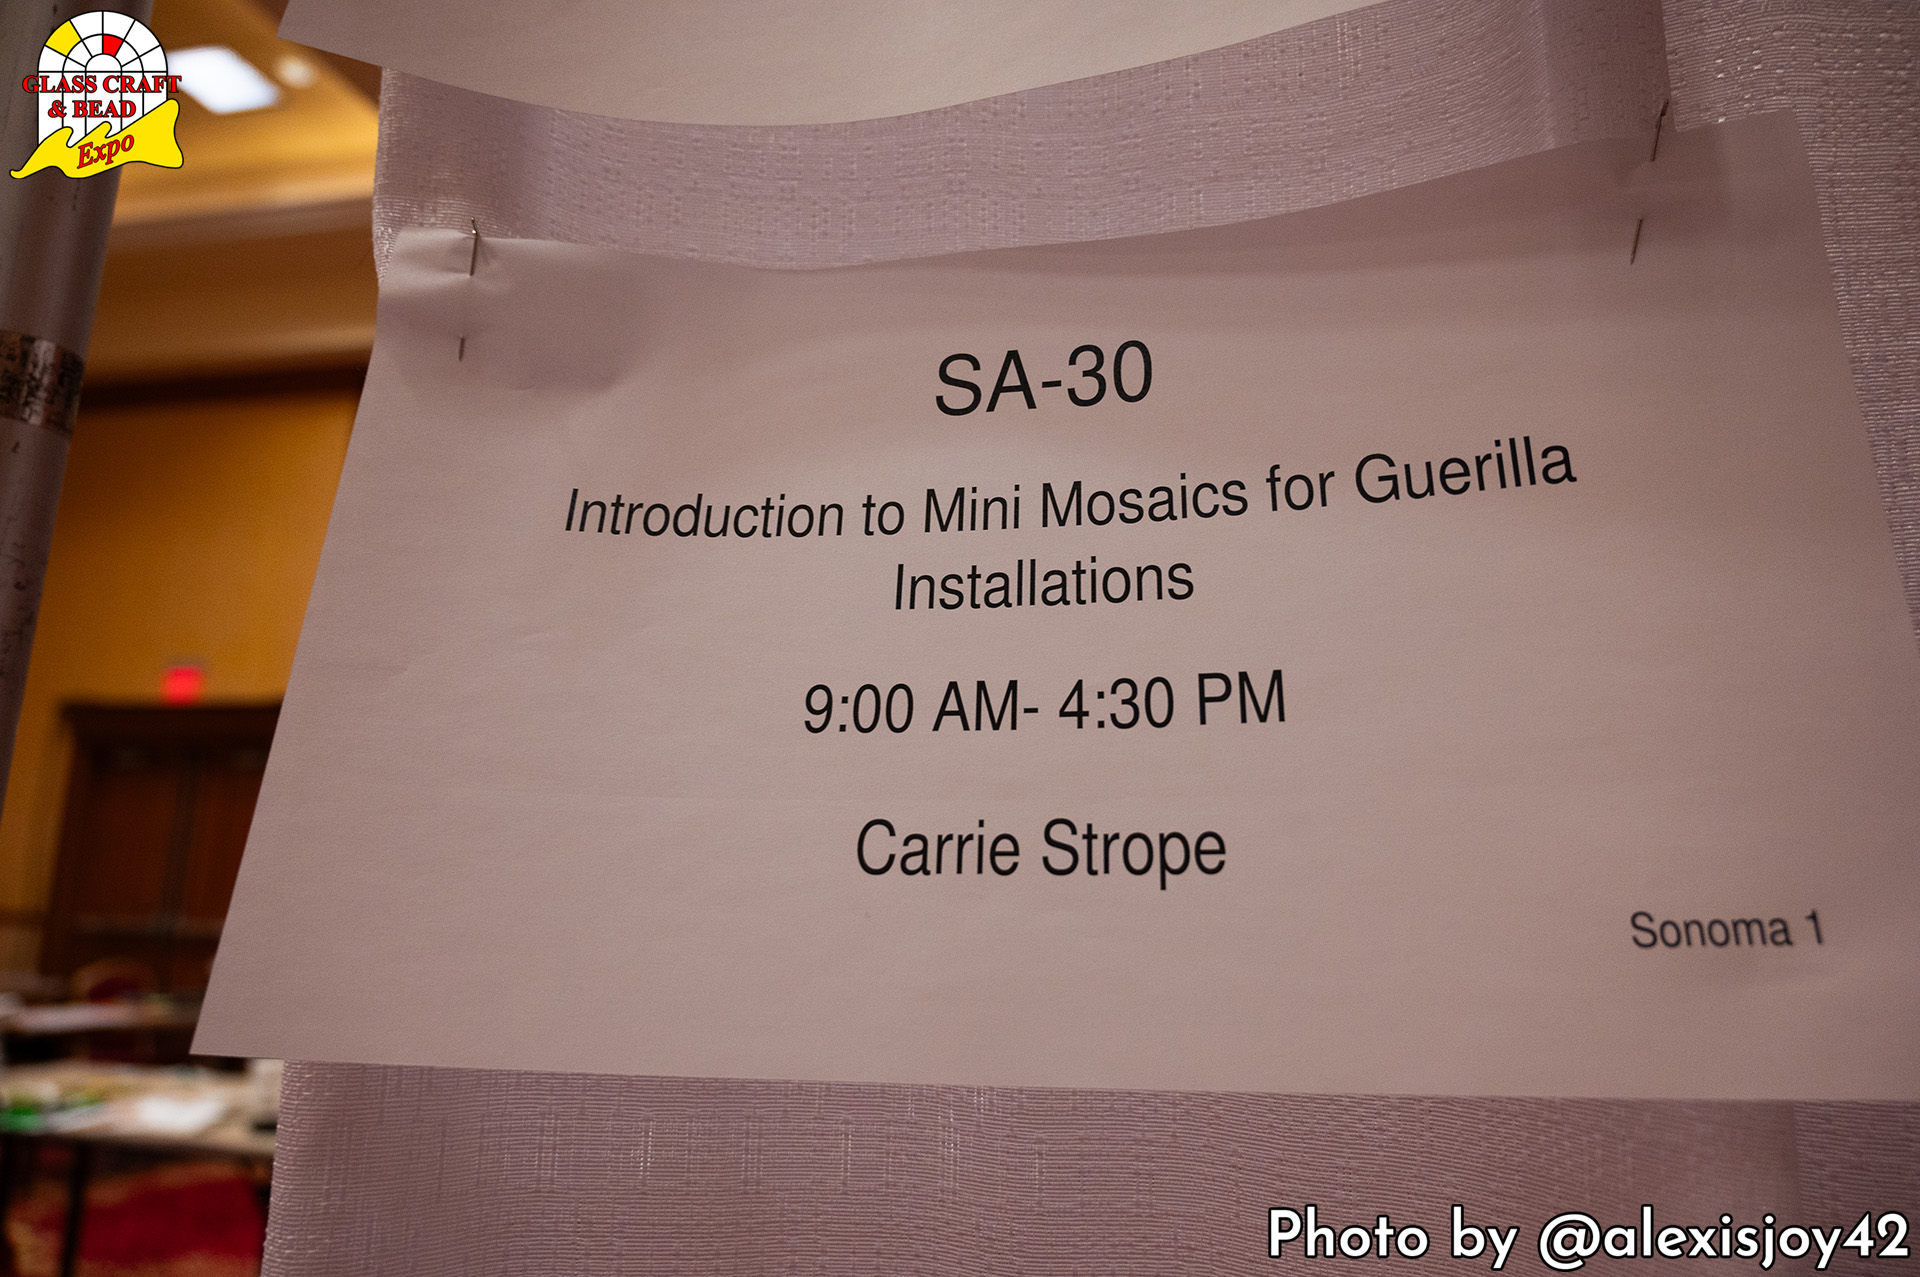 GLASS CRAFT
& BEAD
Expo
SA-30
Introduction to Mini Mosaics for Guerilla
Installations
9:00 AM- 4:30 PM
Carrie Strope
Sonoma 1
Photo by @alexisjoy42